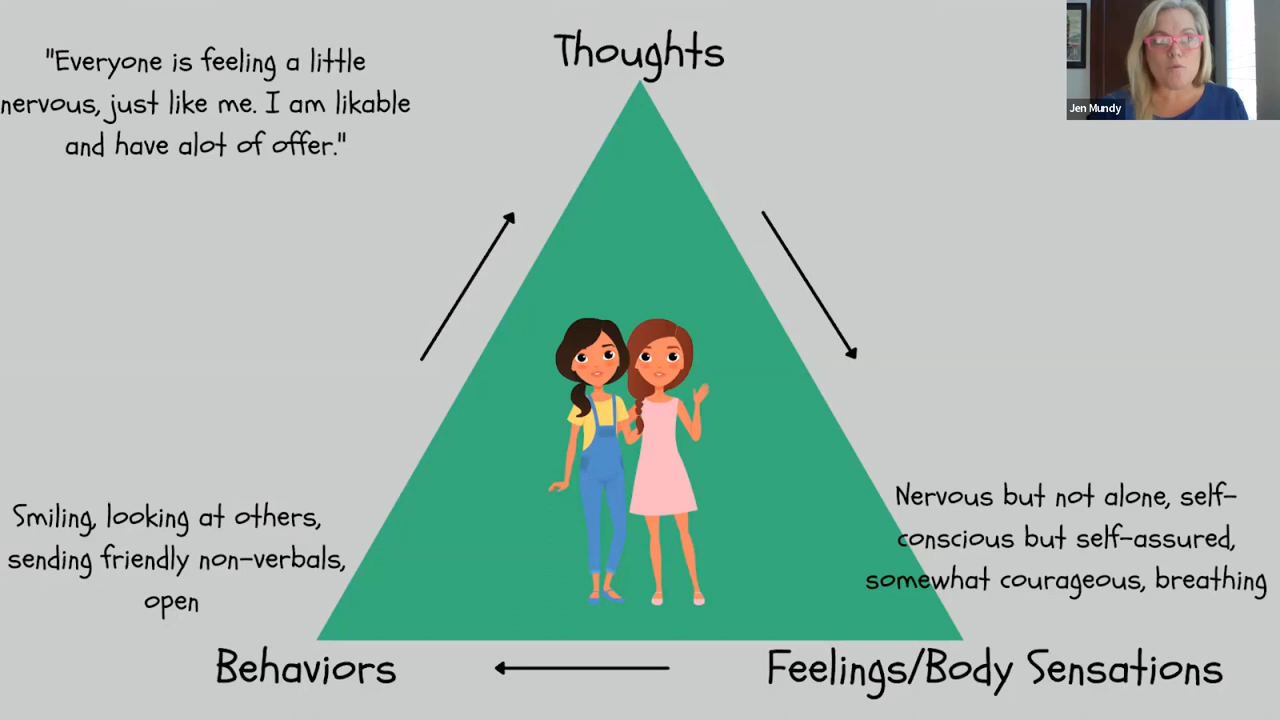 Thoughts
"Everyone is feeling a little
nervous, just like me. I am likable
and have alot of offer."
Jen Mundy
Smiling, looking at others,
sending friendly non-verbals,
open
Nervous but not alone, self-
conscious but self-assured,
somewhat courageous, breathing
Behaviors
Feelings/Body Sensations